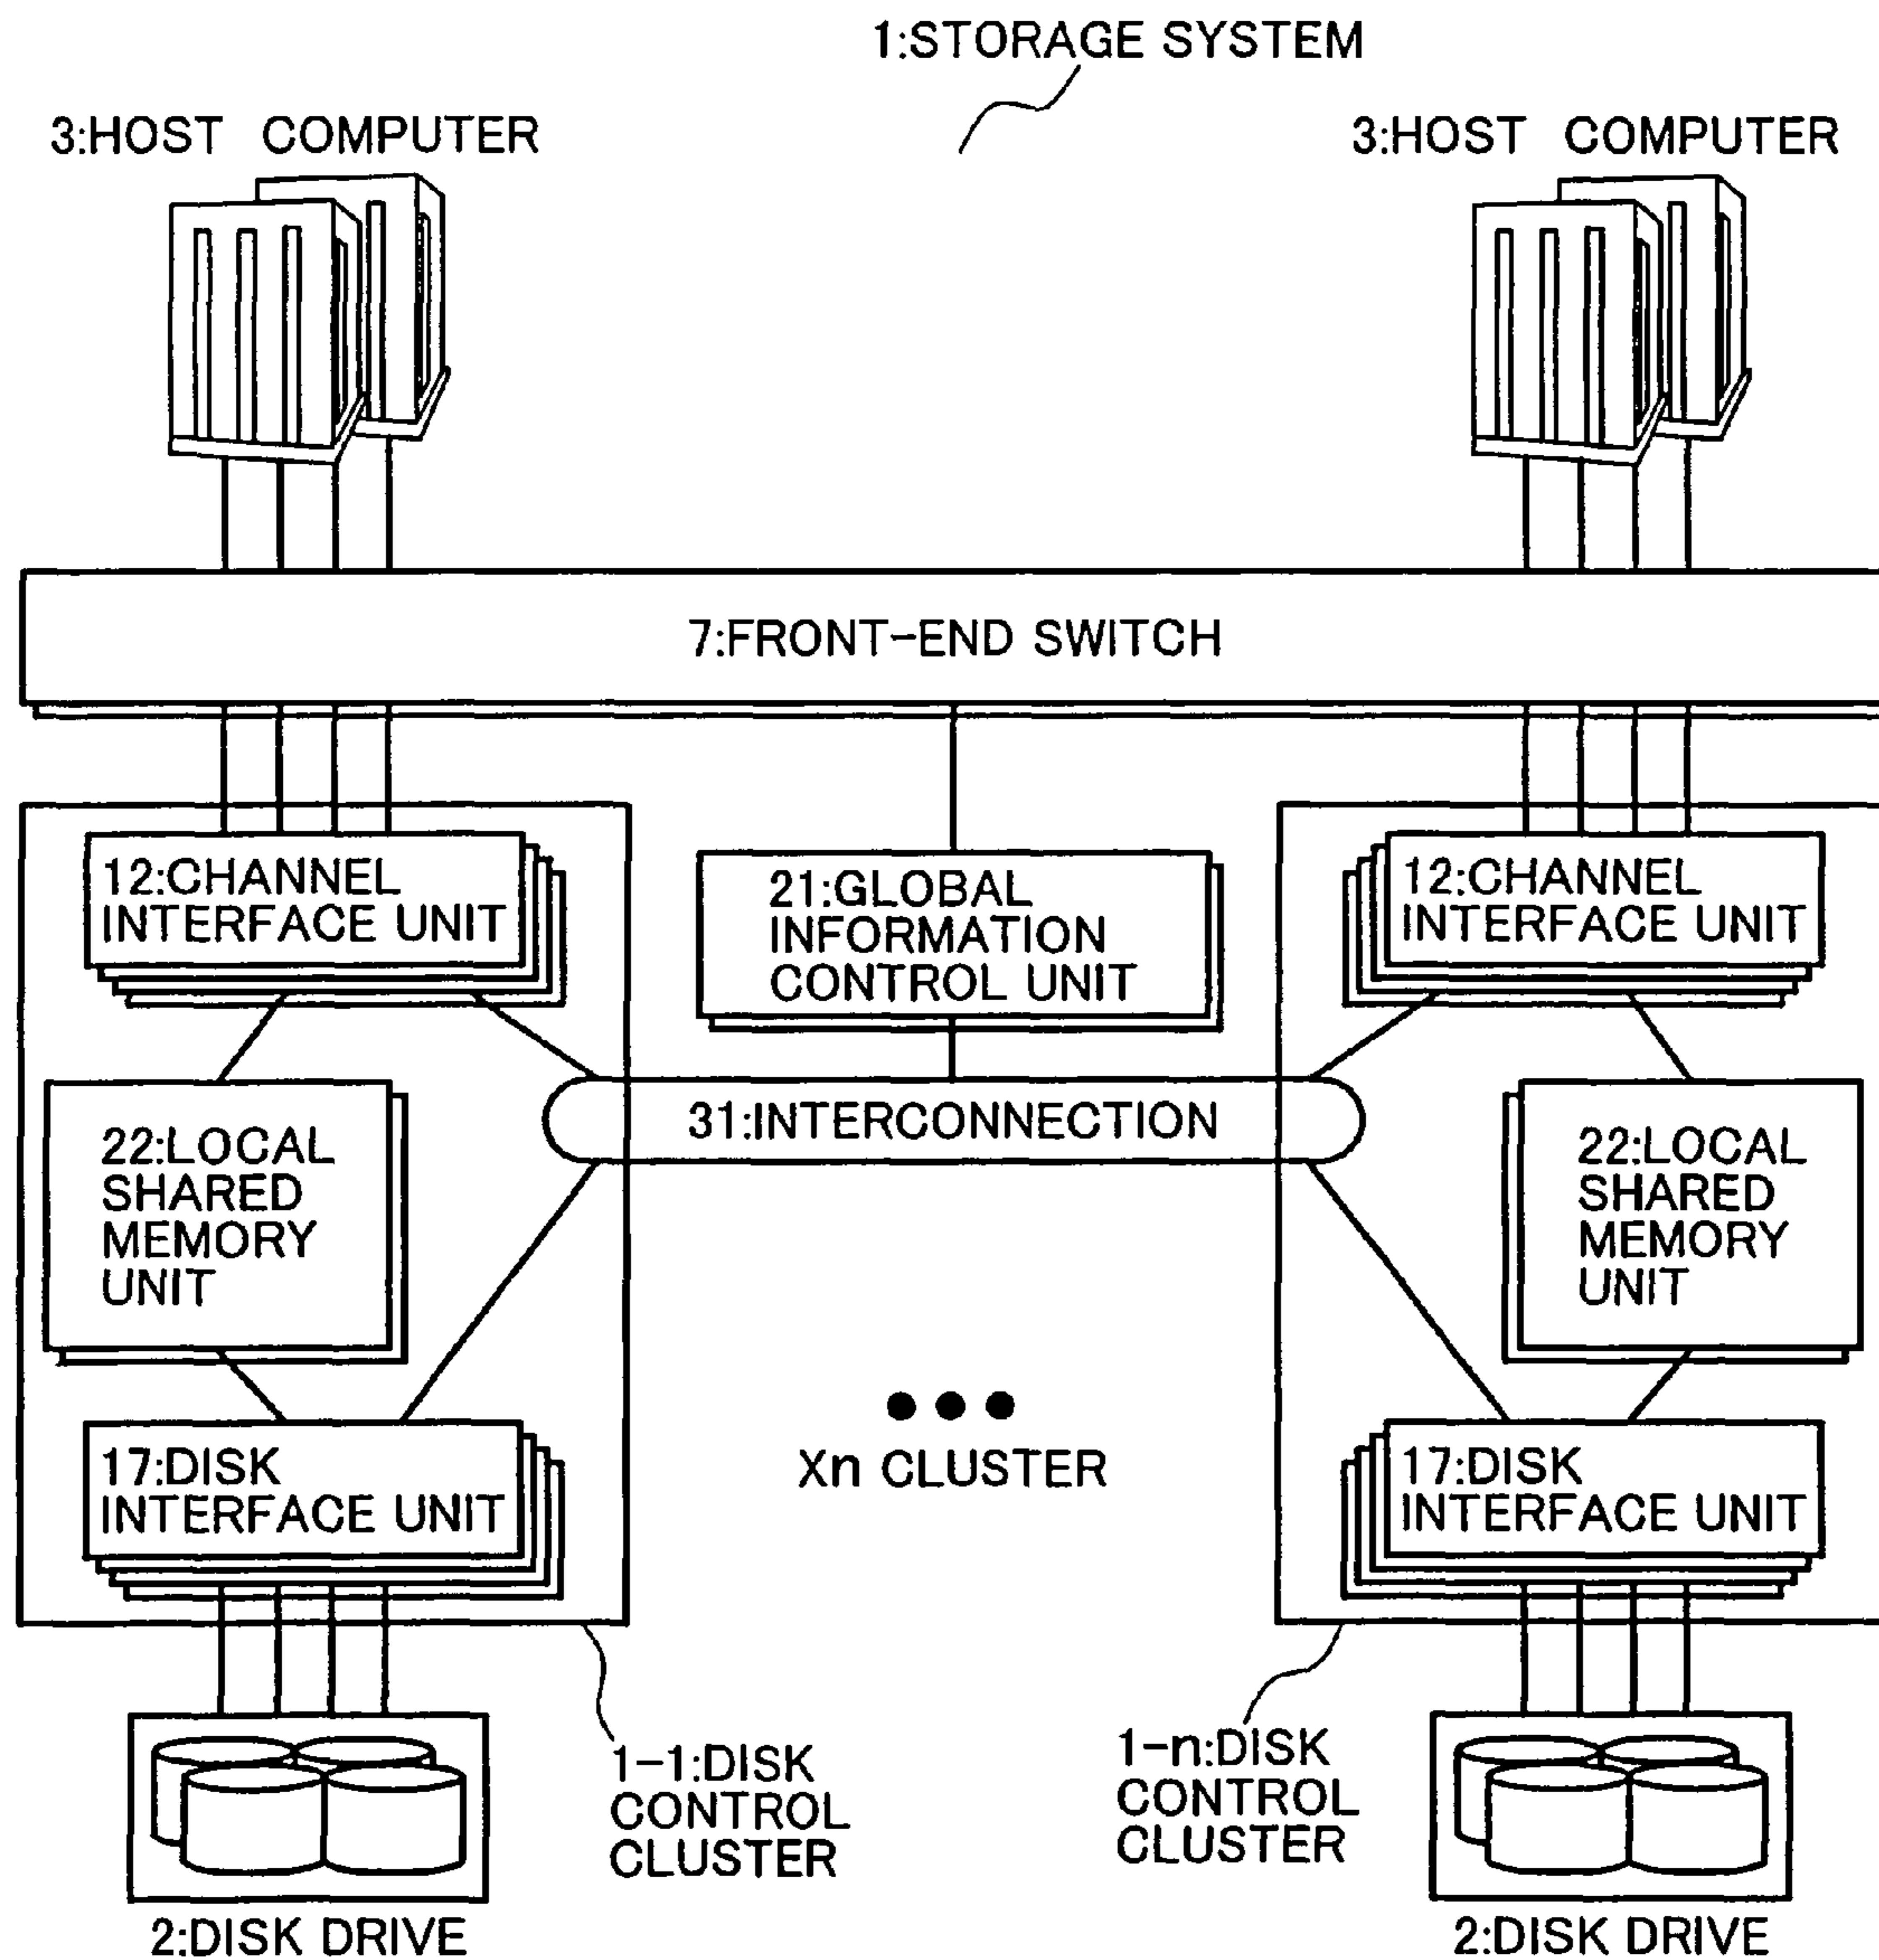 1:STORAGE SYSTEM
3:HOST COMPUTER
3:HOST COMPUTER
7:FRONT-END SWITCH
12:CHANNEL
INTERFACE UNIT
21:GLOBAL
INFORMATION
CONTROL UNIT
12:CHANNEL
INTERFACE UNIT
31:INTERCONNECTION
22:LOCAL
SHARED
MEMORY
UNIT
22:LOCAL
SHARED
MEMORY
UNIT
17:DISK
INTERFACE UNIT
Xn CLUSTER
17:DISK
INTERFACE UNIT
1-1:DISK
CONTROL
CLUSTER
1-n:DISK
CONTROL
CLUSTER
2:DISK DRIVE
2:DISK DRIVE